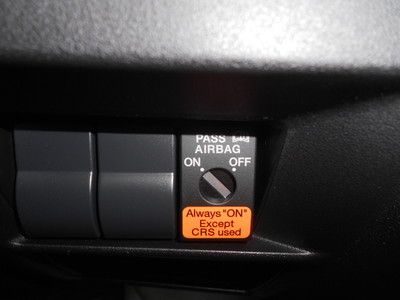 PASS
AIRBAG
ON OFF
Always "ON"
Except
CRS used